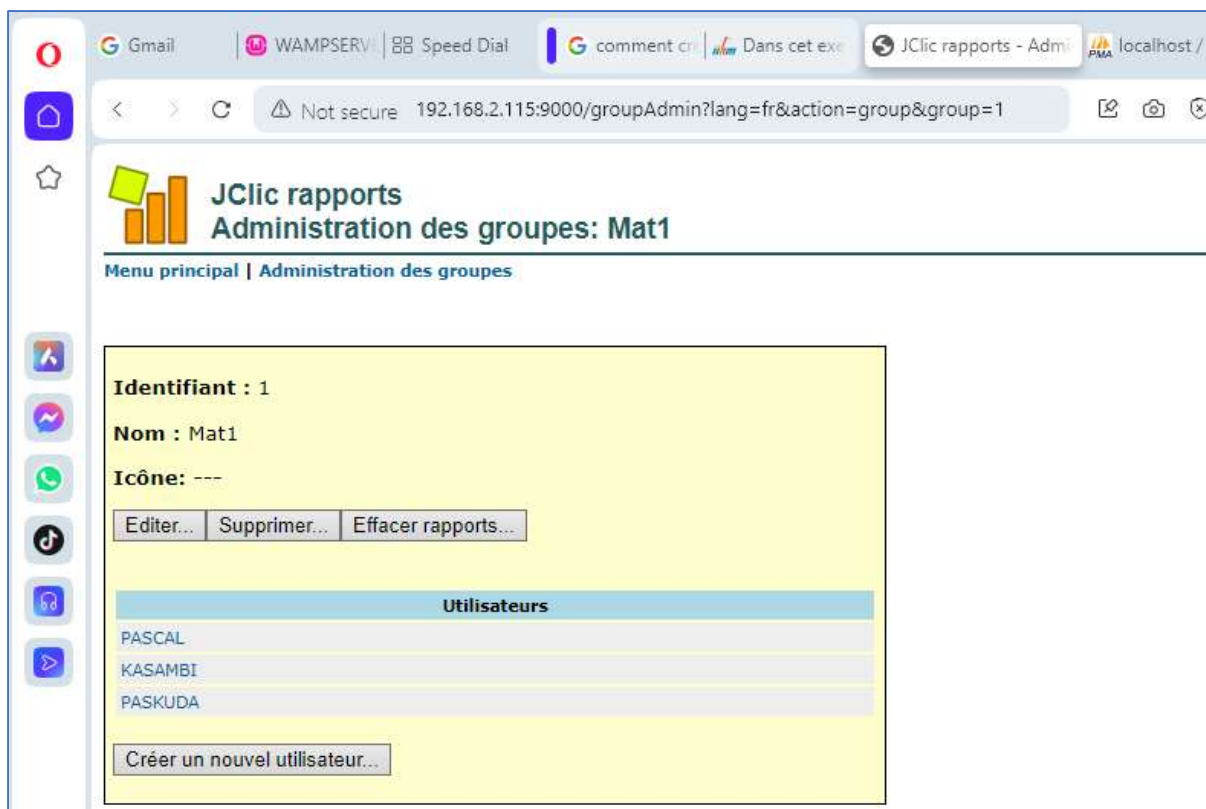 Gmail
WAMPSERV
Speed Dial
comment cr
Dans cet exe
JClic rapports - Admi
PMA
localhost /
Not secure 192.168.2.115:9000/groupAdmin?lang=fr&action=group&group=1
JClic rapports
Administration des groupes: Mat1
Menu principal | Administration des groupes
Identifiant : 1
Nom : Mat1
Icône: ---
Editer... Supprimer... Effacer rapports...
Utilisateurs
PASCAL
KASAMBI
PASKUDA
Créer un nouvel utilisateur...